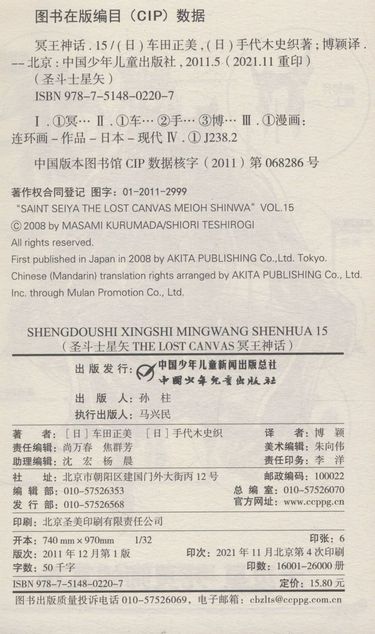 图书在版编目（CIP）数据
冥王神话.15/（日）车田正美,（日）手代木史织著；博颖译.
--北京：中国少年儿童出版社，2011.5（2021.11重印）
（圣斗士星矢）
ISBN 978-7-5148-0220-7
Ⅰ.①冥… Ⅱ.①车…②手…③博… Ⅲ.①漫画：
连环画－作品－日本－现代 Ⅳ.①J238.2
中国版本图书馆CIP数据核字（2011）第068286号
著作权合同登记 图字：01-2011-2999
“SAINT SEIYA THE LOST CANVAS MEIOH SHINWA” VOL.15
© 2008 by MASAMI KURUMADA/SHIORI TESHIROGI
All rights reserved.
First published in Japan in 2008 by AKITA PUBLISHING Co.,Ltd. Tokyo.
Chinese (Mandarin) translation rights arranged by AKITA PUBLISHING Co., Ltd.
Inc. through Mulan Promotion Co., Ltd.
SHENGDOUSHI XINGSHI MINGWANG SHENHUA 15
（圣斗士星矢 THE LOST CANVAS 冥王神话）
出版发行：中国少年儿童新闻出版总社
中国少年儿童出版社
出 版 人：孙 柱
执行出版人：马兴民
著 者：［日］车田正美 ［日］手代木史织 译 者：博 颖
责任编辑：尚万春 焦群芳 美术编辑：朱向伟
助理编辑：沈 宏 杨 晨 责任印务：李 洋
社 址：北京市朝阳区建国门外大街丙12号 邮政编码：100022
编 辑 部：010-57526353 总 编 室：010-57526070
发 行 部：010-57526568 官方网址：www.ccppg.cn
印刷：北京圣美印刷有限责任公司
开本：740 mm×970mm 1/32 印张：6
版次：2011年12月第1版 印次：2021年11月北京第4次印刷
字数：50千字 印数：16001-26000册
ISBN 978-7-5148-0220-7 定价：15.80元
图书出版质量投诉电话010-57526069，电子邮箱：cbzlts@ccppg.com.cn